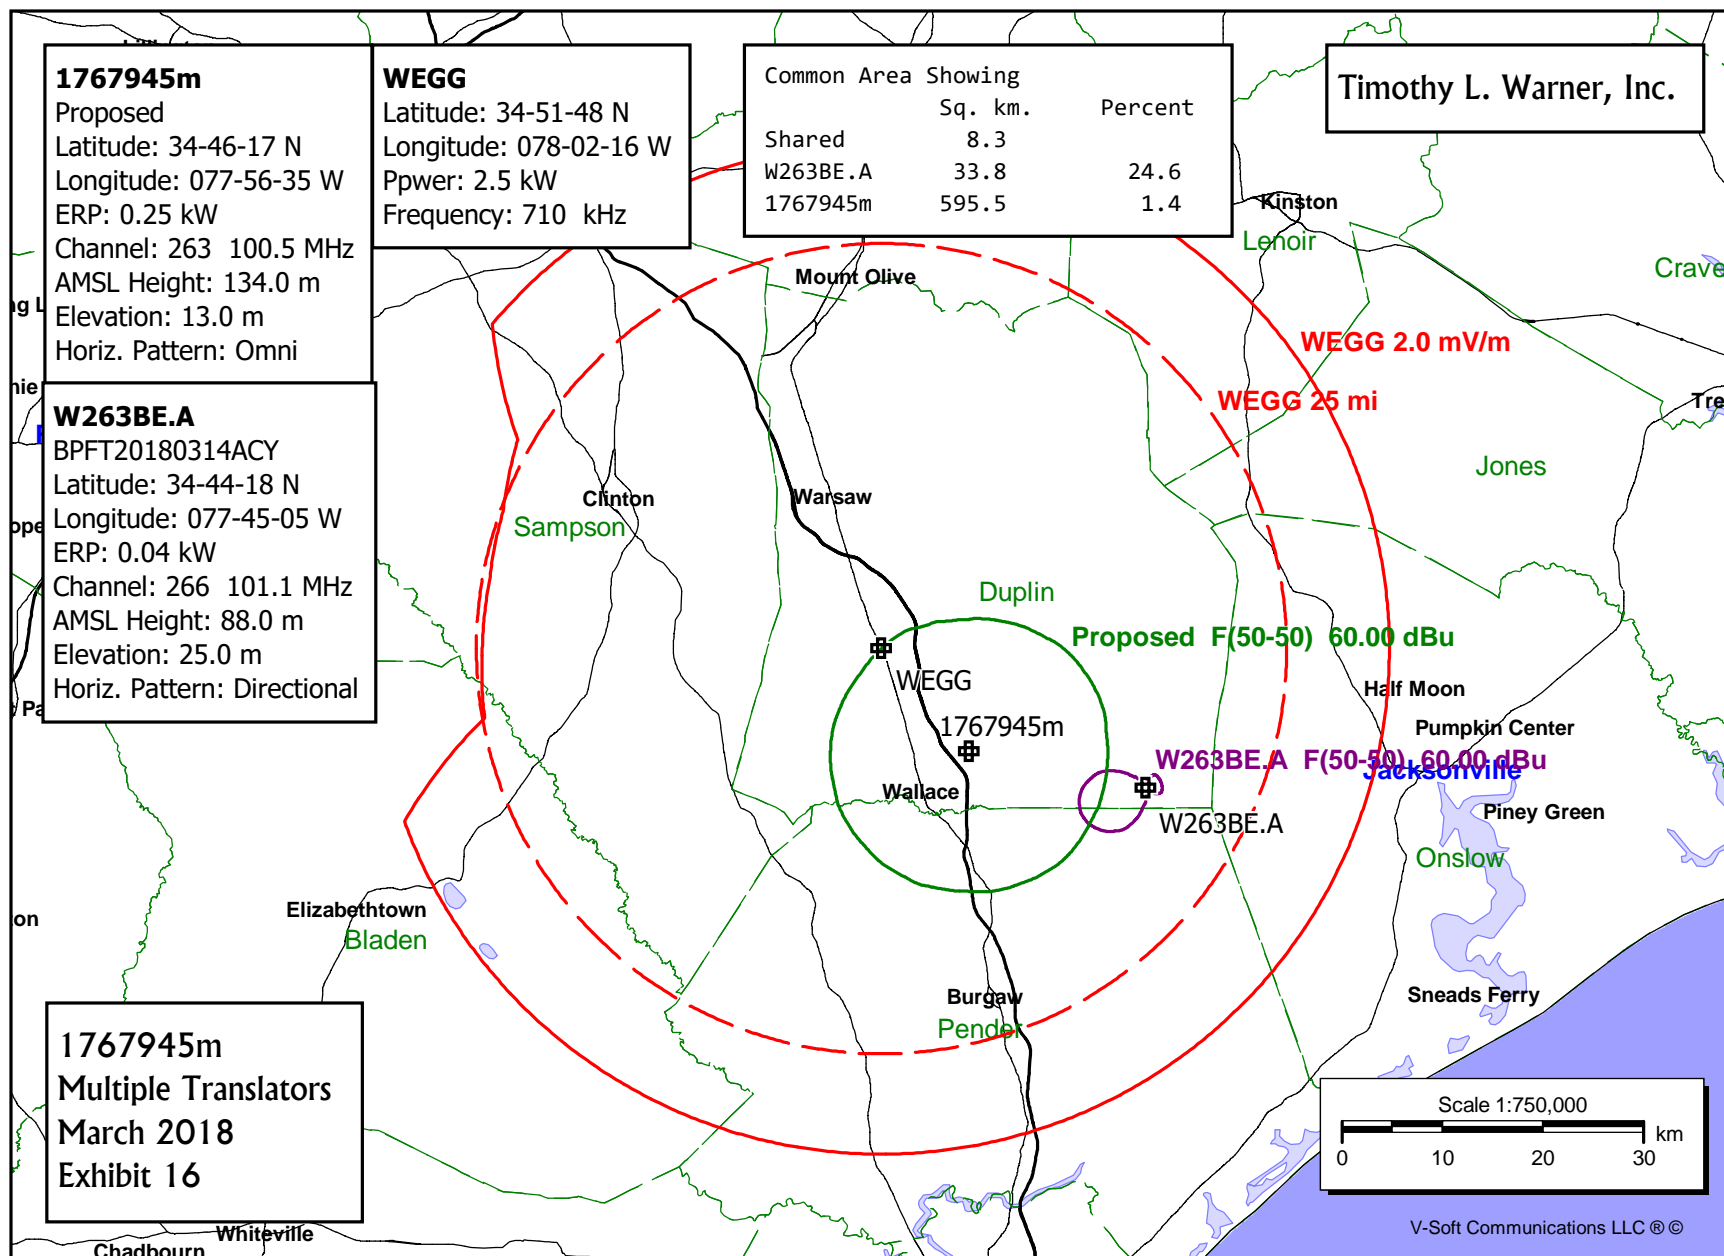 1767945m
Proposed
Latitude: 34-46-17 N
Longitude: 077-56-35 W
ERP: 0.25 kW
Channel: 263  100.5 MHz
AMSL Height: 134.0 m
Elevation: 13.0 m
Horiz. Pattern: Omni
WEGG
Latitude: 34-51-48 N
Longitude: 078-02-16 W
Ppower: 2.5 kW
Frequency: 710  kHz
Common Area Showing
Sq. km.  Percent
Shared  8.3
W263BE.A  33.8  24.6
1767945m  595.5  1.4
Timothy L. Warner, Inc.
W263BE.A
BPFT20180314ACY
Latitude: 34-44-18 N
Longitude: 077-45-05 W
ERP: 0.04 kW
Channel: 266  101.1 MHz
AMSL Height: 88.0 m
Elevation: 25.0 m
Horiz. Pattern: Directional
Kinston
Lenoir
Crave
Mount Olive
WEGG 2.0 mV/m
WEGG 25 mi
Tre
Jones
Clinton
Warsaw
Sampson
Duplin
Proposed  F(50-50)  60.00 dBu
WEGG
Half Moon
1767945m
Pumpkin Center
W263BE.A  F(50-50)  60.00 dBu
Jacksonville
Wallace
Piney Green
W263BE.A
Onslow
Elizabethtown
Bladen
Burgaw
Pender
Sneads Ferry
1767945m
Multiple Translators
March 2018
Exhibit 16
Scale 1:750,000
km
0  10  20  30
Whiteville
Chadbourn
V-Soft Communications LLC ® ©